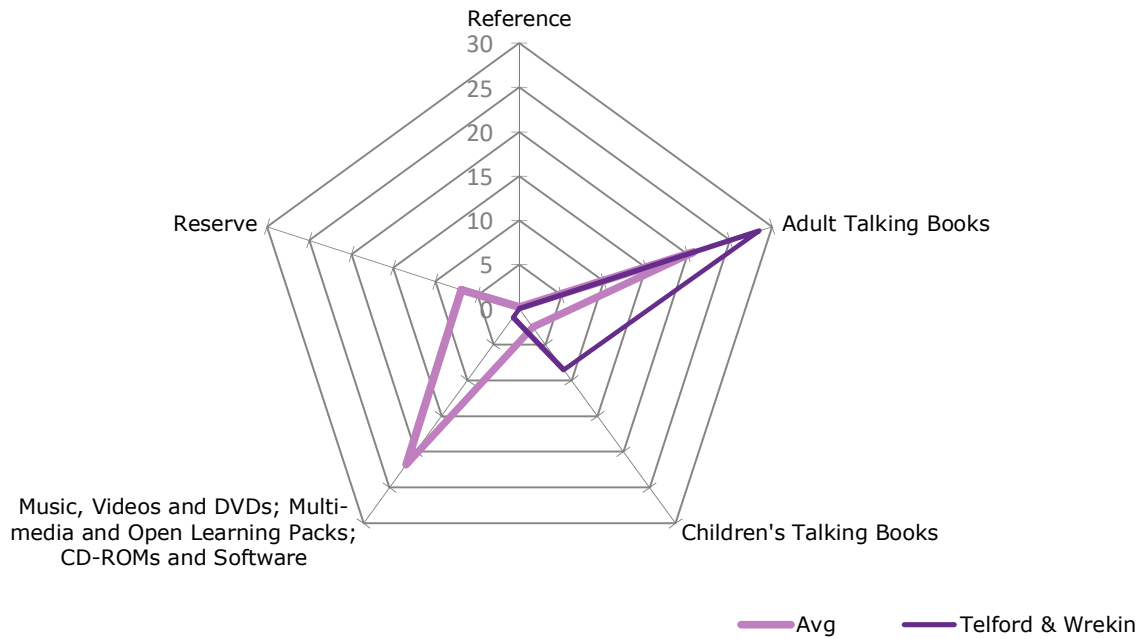 Reference
30
25
20
15
10
5
0
Reserve
Adult Talking Books
Music, Videos and DVDs; Multi-
media and Open Learning Packs;
CD-ROMs and Software
Children's Talking Books
Avg
Telford & Wrekin